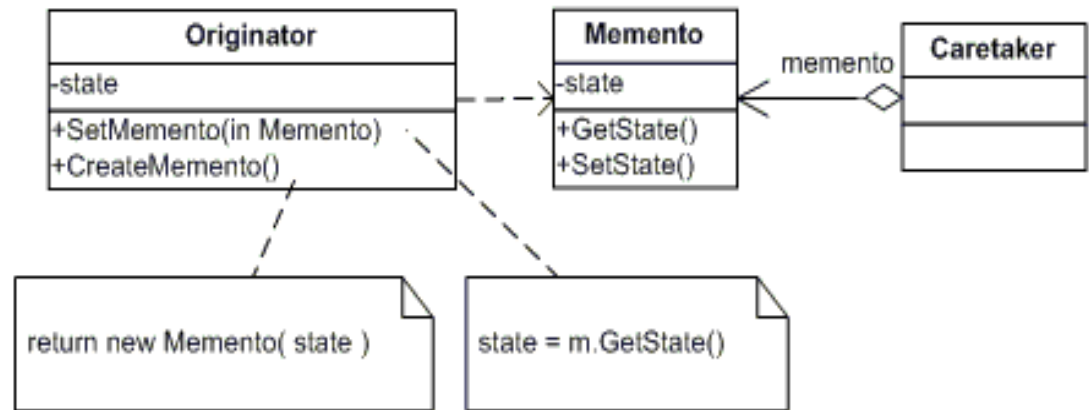 Originator
-state
+SetMemento(in Memento)
+CreateMemento()
Memento
-state
+GetState()
+SetState()
memento
Caretaker
return new Memento( state )
state = m.GetState()